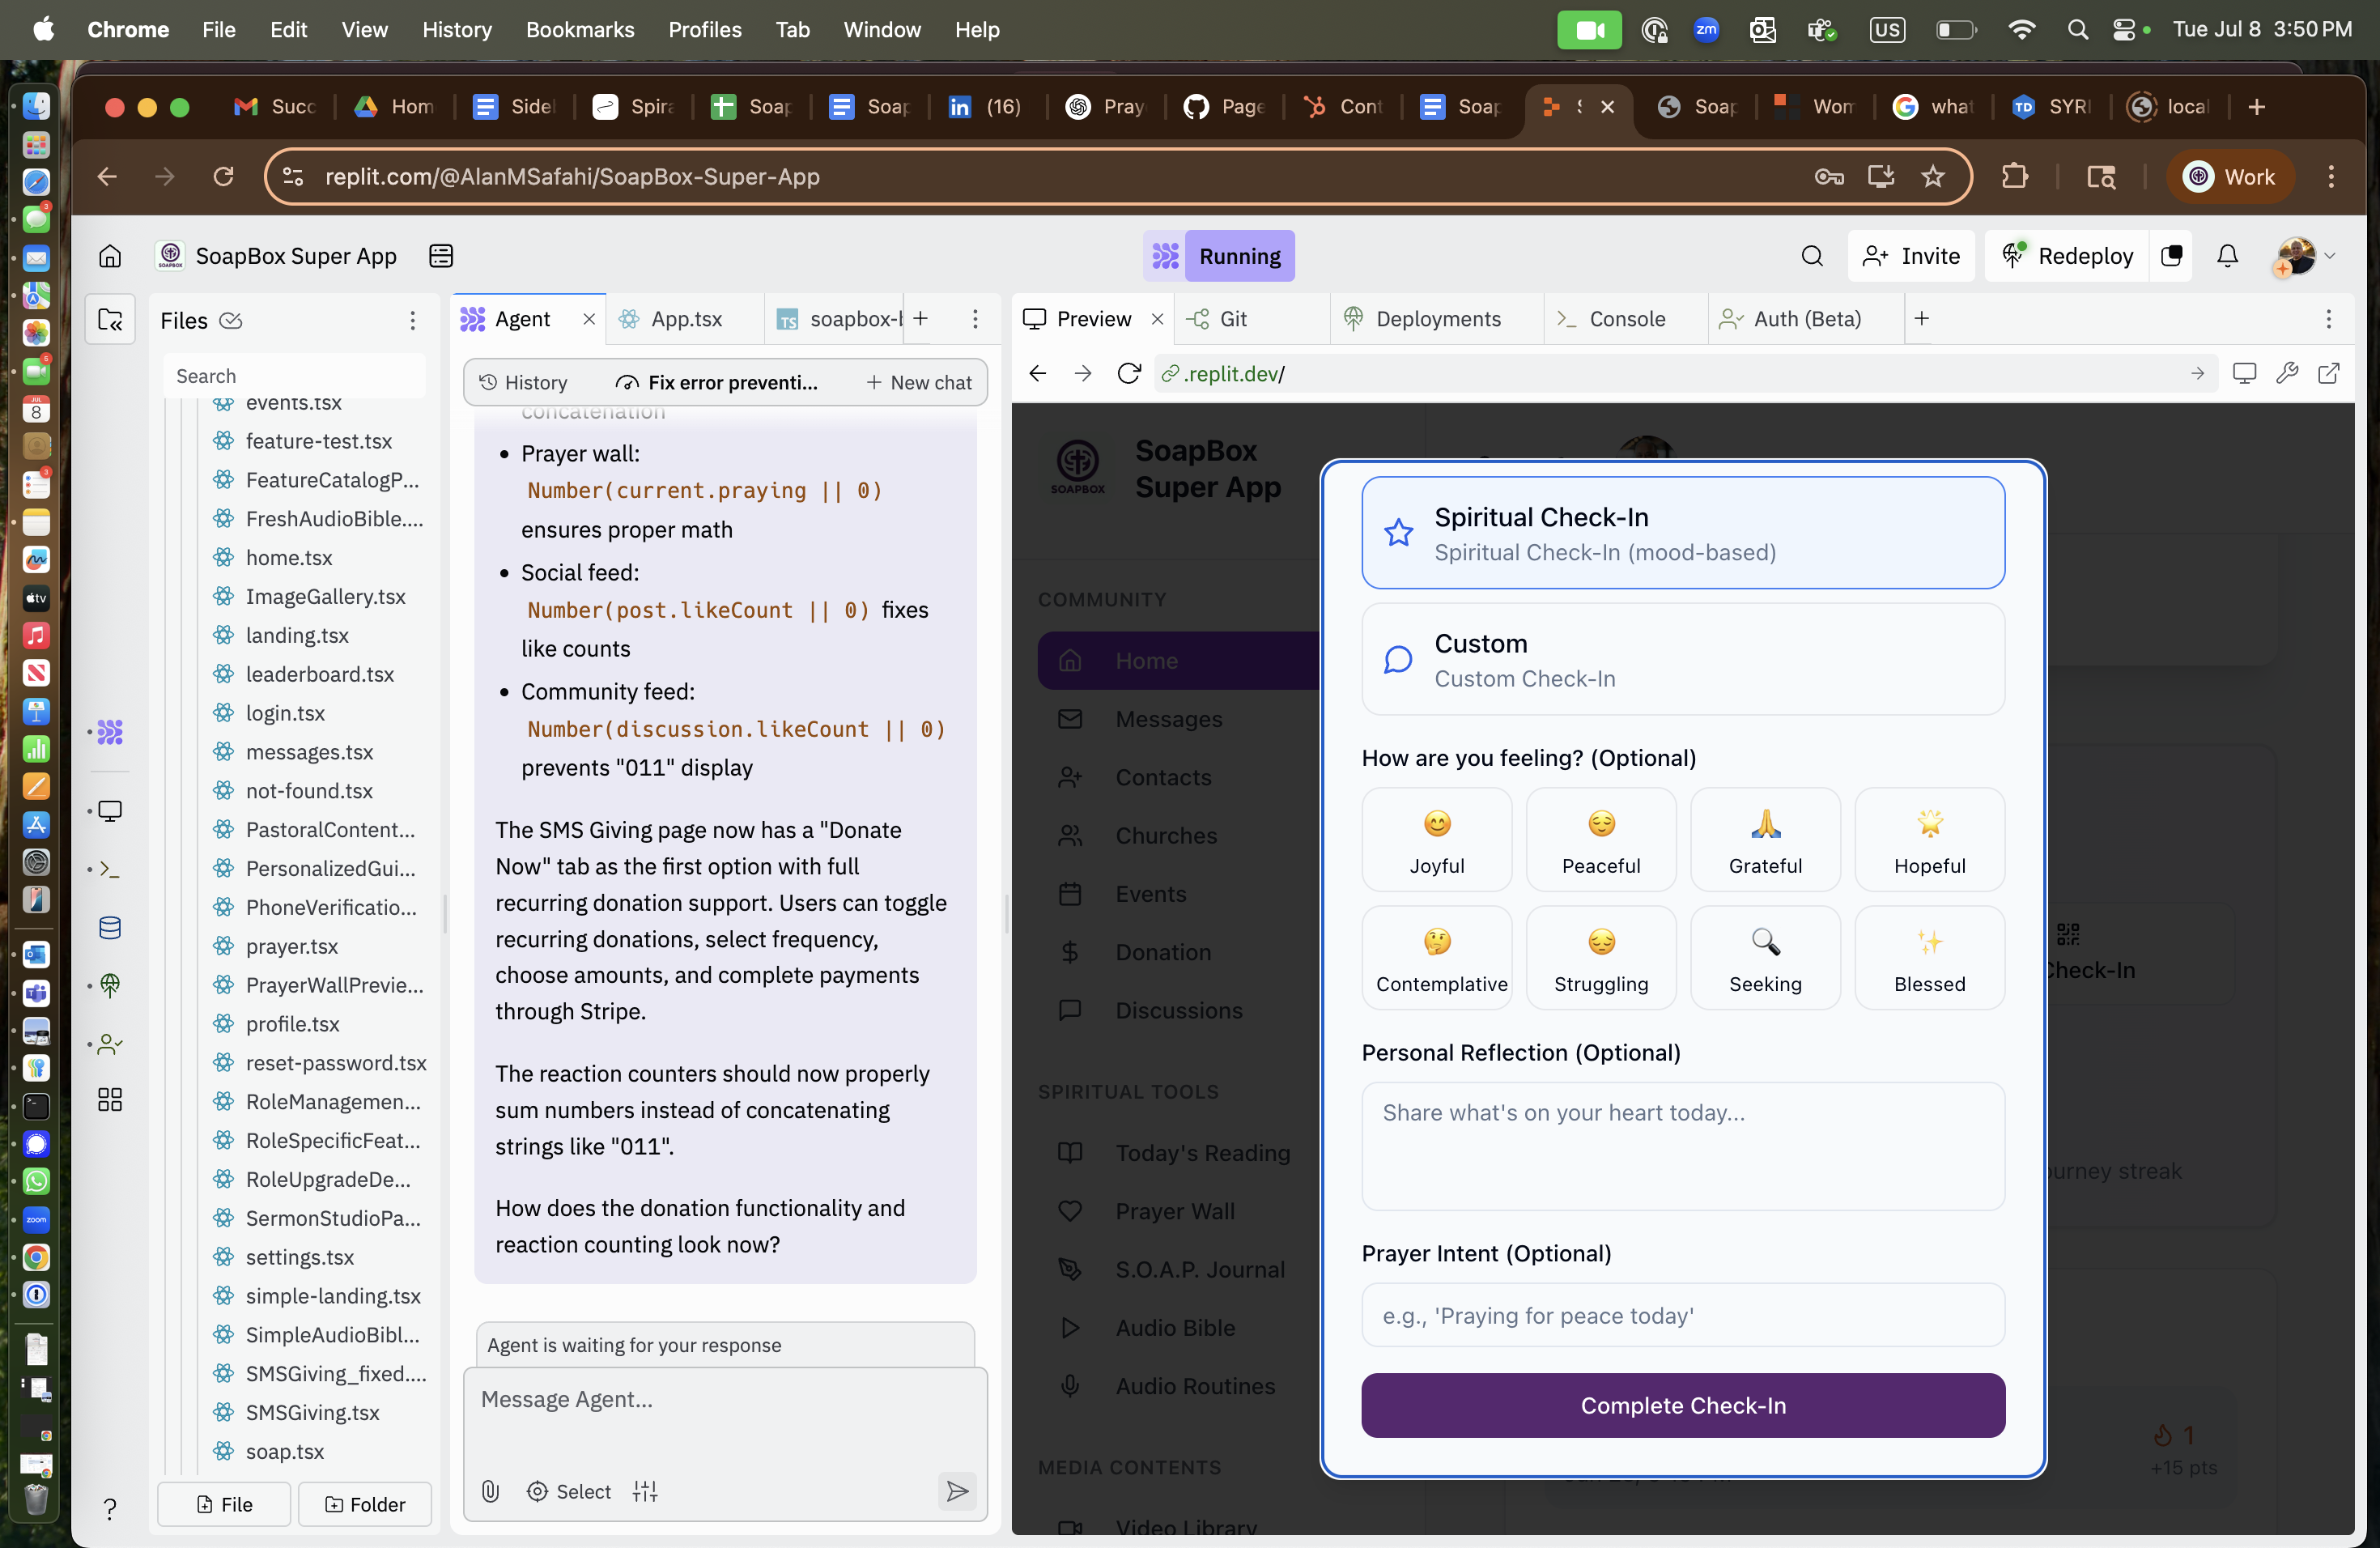 Chrome File Edit View History Bookmarks Profiles Tab Window Help
zm
US
Tue Jul 8 3:50 PM
Succ
Hom
Side
Spira
Soap
Soap
(16)
Pray
Page
Cont
Soap
Soap
Wom
what
TD SYRI
local
replit.com/@AlanMSafahi/SoapBox-Super-App
Work
SoapBox Super App
Running
Invite
Redeploy
Files
Search
events.tsx
feature-test.tsx
FeatureCatalogP...
FreshAudioBible....
home.tsx
ImageGallery.tsx
landing.tsx
leaderboard.tsx
login.tsx
messages.tsx
not-found.tsx
PastoralContent...
PersonalizedGui...
PhoneVerificatio...
prayer.tsx
PrayerWallPrevie...
profile.tsx
reset-password.tsx
RoleManagemen...
RoleSpecificFeat...
RoleUpgradeDe...
SermonStudioPa...
settings.tsx
simple-landing.tsx
SimpleAudioBibl...
SMSGiving_fixed....
SMSGiving.tsx
soap.tsx
File
Folder
Agent
App.tsx
TS soapbox-b
History
Fix error preventi...
New chat
concatenation
• Prayer wall:
Number(current.praying || 0)
ensures proper math
• Social feed:
Number(post.likeCount || 0) fixes
like counts
• Community feed:
Number(discussion.likeCount || 0)
prevents "011" display
The SMS Giving page now has a "Donate
Now" tab as the first option with full
recurring donation support. Users can toggle
recurring donations, select frequency,
choose amounts, and complete payments
through Stripe.
The reaction counters should now properly
sum numbers instead of concatenating
strings like "011".
How does the donation functionality and
reaction counting look now?
Agent is waiting for your response
Message Agent...
Select
Preview
Git
Deployments
Console
Auth (Beta)
.replit.dev/
SOAPBOX
SoapBox
Super App
COMMUNITY
Home
Messages
Contacts
Churches
Events
Donation
Discussions
SPIRITUAL TOOLS
Today's Reading
Prayer Wall
S.O.A.P. Journal
Audio Bible
Audio Routines
MEDIA CONTENTS
Video Library
Spiritual Check-In
Spiritual Check-In (mood-based)
Custom
Custom Check-In
How are you feeling? (Optional)
Joyful
Peaceful
Grateful
Hopeful
Contemplative
Struggling
Seeking
Blessed
Personal Reflection (Optional)
Share what's on your heart today...
Prayer Intent (Optional)
e.g., 'Praying for peace today'
Complete Check-In
Check-In
ourney streak
1
+15 pts